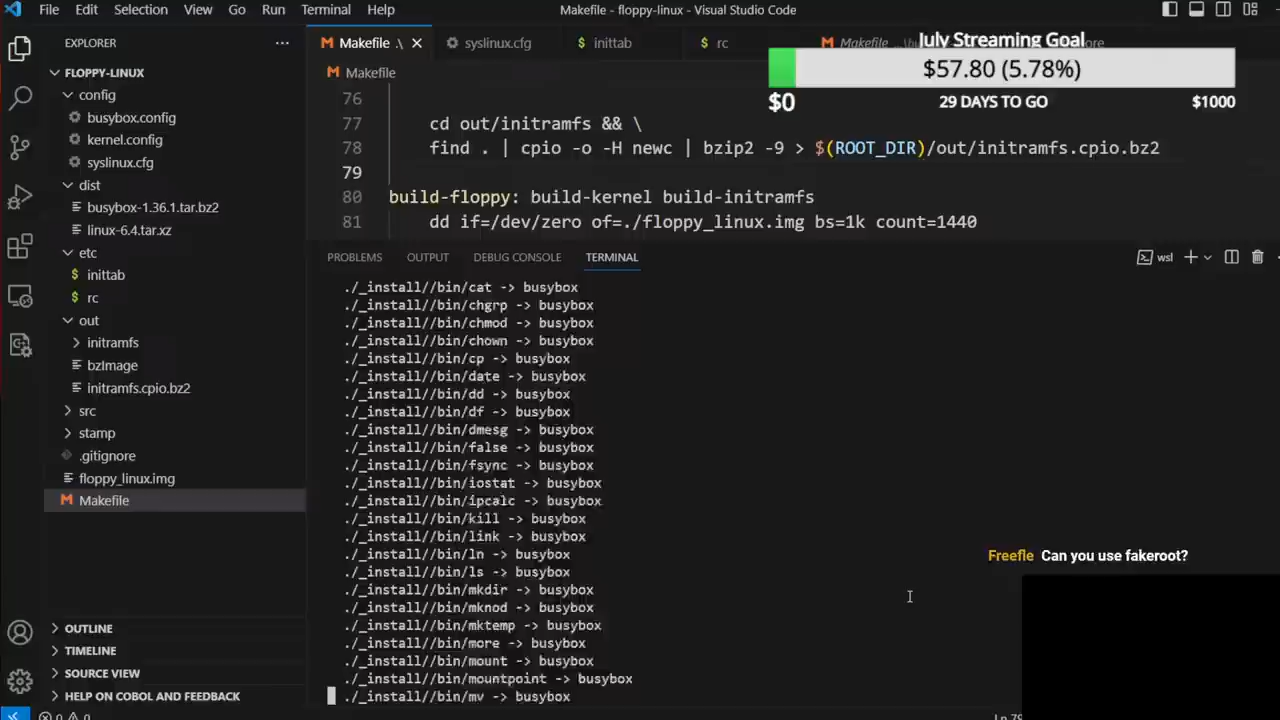 File Edit Selection View Go Run Terminal Help
Makefile - floppy-linux - Visual Studio Code
EXPLORER
FLOPPY-LINUX
config
busybox.config
kernel.config
syslinux.cfg
dist
busybox-1.36.1.tar.bz2
linux-6.4.tar.xz
etc
inittab
rc
out
initramfs
bzImage
initramfs.cpio.bz2
src
stamp
.gitignore
floppy_linux.img
Makefile
OUTLINE
TIMELINE
SOURCE VIEW
HELP ON COBOL AND FEEDBACK
Makefile .\ syslinux.cfg inittab rc Makefile
July Streaming Goal
$57.80 (5.78%)
$0 29 DAYS TO GO $1000
Makefile
76
77 cd out/initramfs && \
78 find . | cpio -o -H newc | bzip2 -9 > $(ROOT_DIR)/out/initramfs.cpio.bz2
79
80 build-floppy: build-kernel build-initramfs
81 dd if=/dev/zero of=./floppy_linux.img bs=1k count=1440
PROBLEMS OUTPUT DEBUG CONSOLE TERMINAL
wsl
./_install//bin/cat -> busybox
./_install//bin/chgrp -> busybox
./_install//bin/chmod -> busybox
./_install//bin/chown -> busybox
./_install//bin/cp -> busybox
./_install//bin/date -> busybox
./_install//bin/dd -> busybox
./_install//bin/df -> busybox
./_install//bin/dmesg -> busybox
./_install//bin/false -> busybox
./_install//bin/fsync -> busybox
./_install//bin/iostat -> busybox
./_install//bin/ipcalc -> busybox
./_install//bin/kill -> busybox
./_install//bin/link -> busybox
./_install//bin/ln -> busybox
./_install//bin/ls -> busybox
./_install//bin/mkdir -> busybox
./_install//bin/mknod -> busybox
./_install//bin/mktemp -> busybox
./_install//bin/more -> busybox
./_install//bin/mount -> busybox
./_install//bin/mountpoint -> busybox
./_install//bin/mv -> busybox
Freefle Can you use fakeroot?